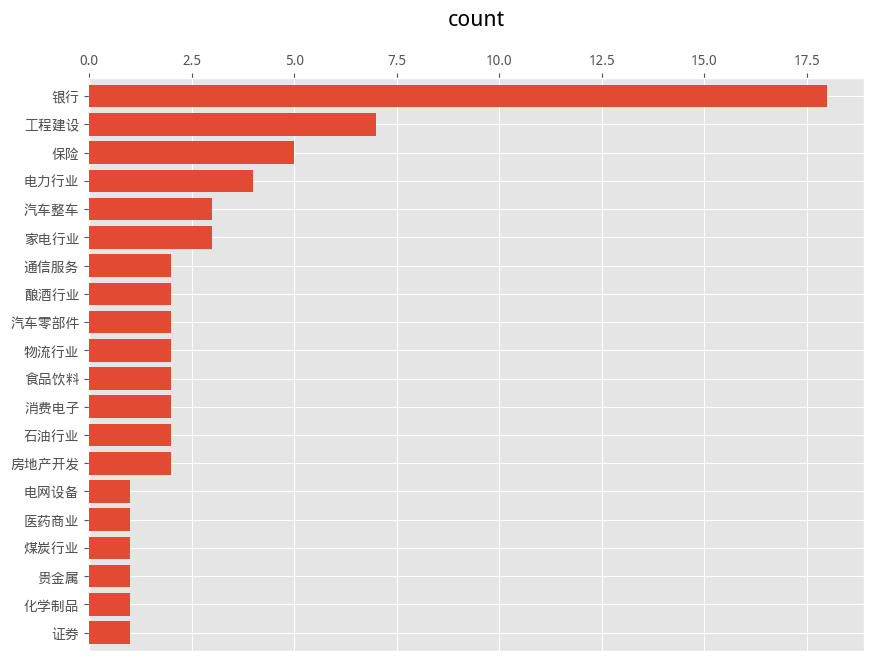 count
0.0 2.5 5.0 7.5 10.0 12.5 15.0 17.5
银行
工程建设
保险
电力行业
汽车整车
家电行业
通信服务
酿酒行业
汽车零部件
物流行业
食品饮料
消费电子
石油行业
房地产开发
电网设备
医药商业
煤炭行业
贵金属
化学制品
证券